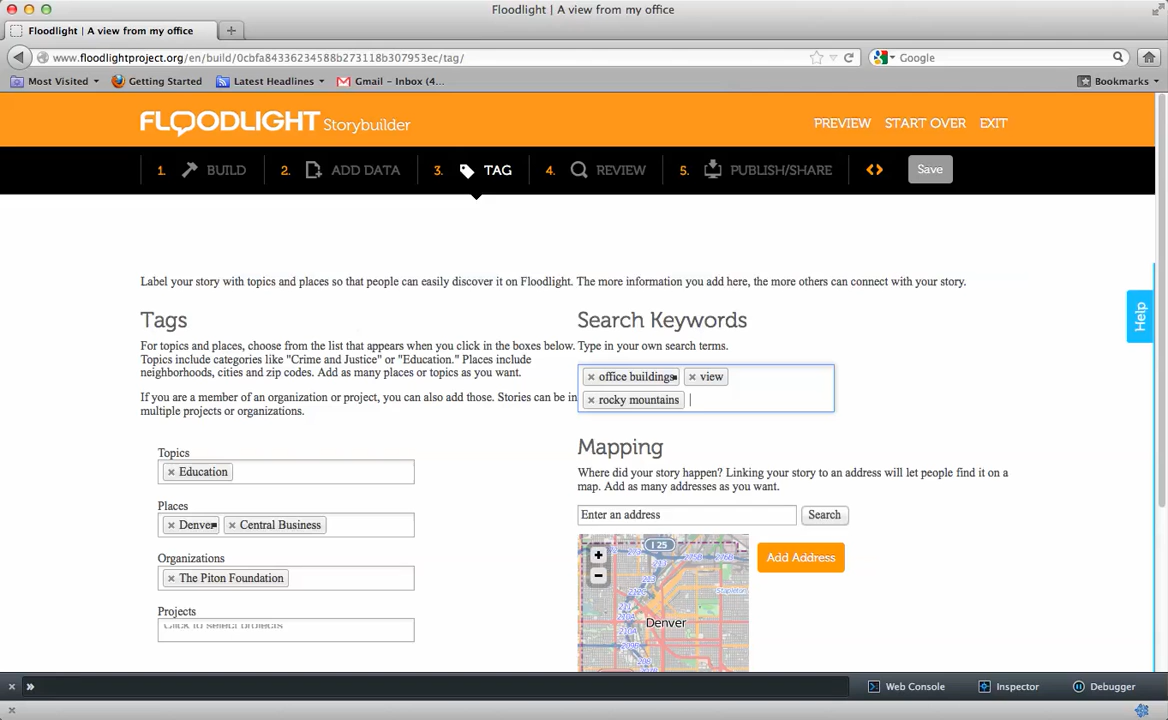 Floodlight | A view from my office
Floodlight | A view from my office
www.floodlightproject.org/en/build/0cbfa84336234588b273118b307953ec/tag/
Google
Most Visited
Getting Started
Latest Headlines
Gmail - Inbox (4...
Bookmarks
FLOODLIGHT Storybuilder
PREVIEW START OVER EXIT
1. BUILD 2. ADD DATA 3. TAG 4. REVIEW 5. PUBLISH/SHARE <> Save
Label your story with topics and places so that people can easily discover it on Floodlight. The more information you add here, the more others can connect with your story.
Help
Tags
For topics and places, choose from the list that appears when you click in the boxes below.
Topics include categories like "Crime and Justice" or "Education." Places include
neighborhoods, cities and zip codes. Add as many places or topics as you want.
If you are a member of an organization or project, you can also add those. Stories can be in
multiple projects or organizations.
Topics
× Education
Places
× Denver × Central Business
Organizations
× The Piton Foundation
Projects
Click to select projects
Search Keywords
Type in your own search terms.
× office buildings × view
× rocky mountains
Mapping
Where did your story happen? Linking your story to an address will let people find it on a
map. Add as many addresses as you want.
Enter an address Search
Add Address
+
−
I 25
Denver
× » Web Console Inspector Debugger
×